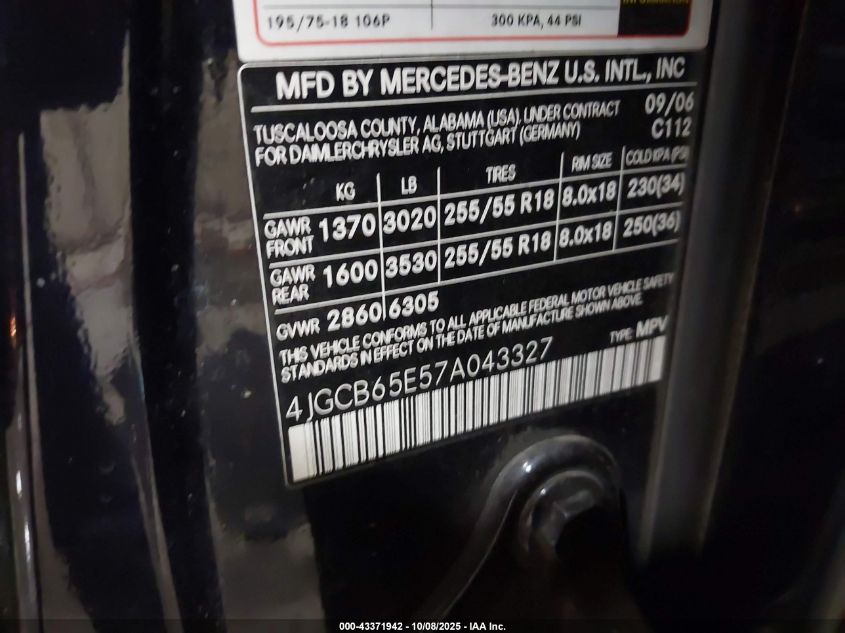 INFORMATION
195/75-18 106P 300 KPA, 44 PSI
MFD BY MERCEDES-BENZ U.S. INTL., INC
TUSCALOOSA COUNTY, ALABAMA (USA), UNDER CONTRACT 09/06
FOR DAIMLERCHRYSLER AG, STUTTGART (GERMANY) C112
KG LB TIRES RIM SIZE COLD KPA (PSI)
GAWR FRONT 1370 3020 255/55 R18 8.0x18 230(34)
GAWR REAR 1600 3530 255/55 R18 8.0x18 250(36)
GVWR 2860 6305
THIS VEHICLE CONFORMS TO ALL APPLICABLE FEDERAL MOTOR VEHICLE SAFETY
STANDARDS IN EFFECT ON THE DATE OF MANUFACTURE SHOWN ABOVE.
4JGCB65E57A043327 TYPE: MPV
000-43371942 - 10/08/2025 - IAA Inc.